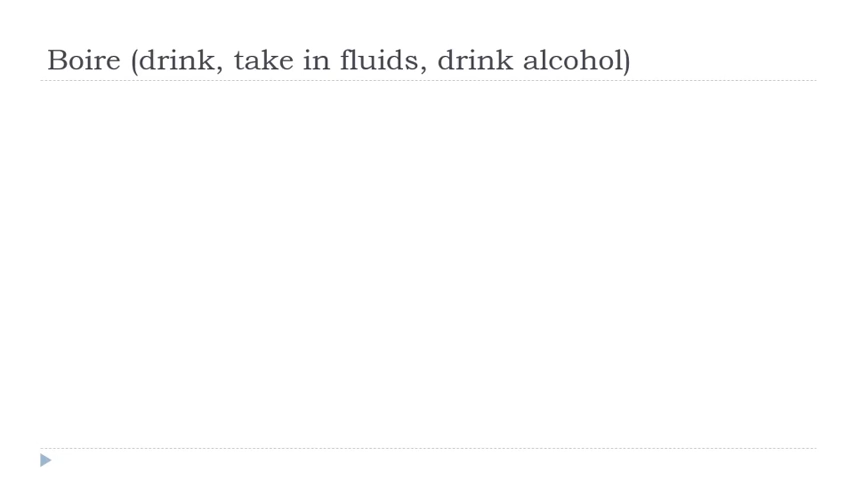 Boire (drink, take in fluids, drink alcohol)